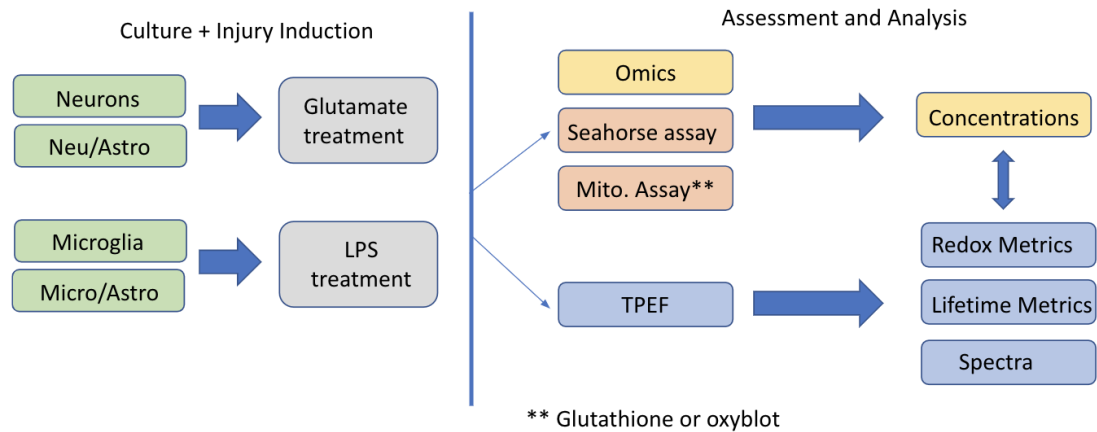 Culture + Injury Induction
Neurons
Neu/Astro
Glutamate
treatment
Microglia
Micro/Astro
LPS
treatment
Assessment and Analysis
Omics
Seahorse assay
Mito. Assay**
TPEF
Concentrations
Redox Metrics
Lifetime Metrics
Spectra
** Glutathione or oxyblot